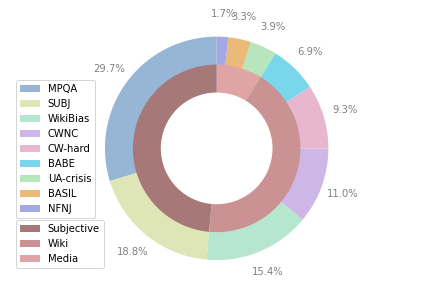 1.7%
3.3%
3.9%
6.9%
9.3%
11.0%
15.4%
18.8%
29.7%
MPQA
SUBJ
WikiBias
CWNC
CW-hard
BABE
UA-crisis
BASIL
NFNJ
Subjective
Wiki
Media